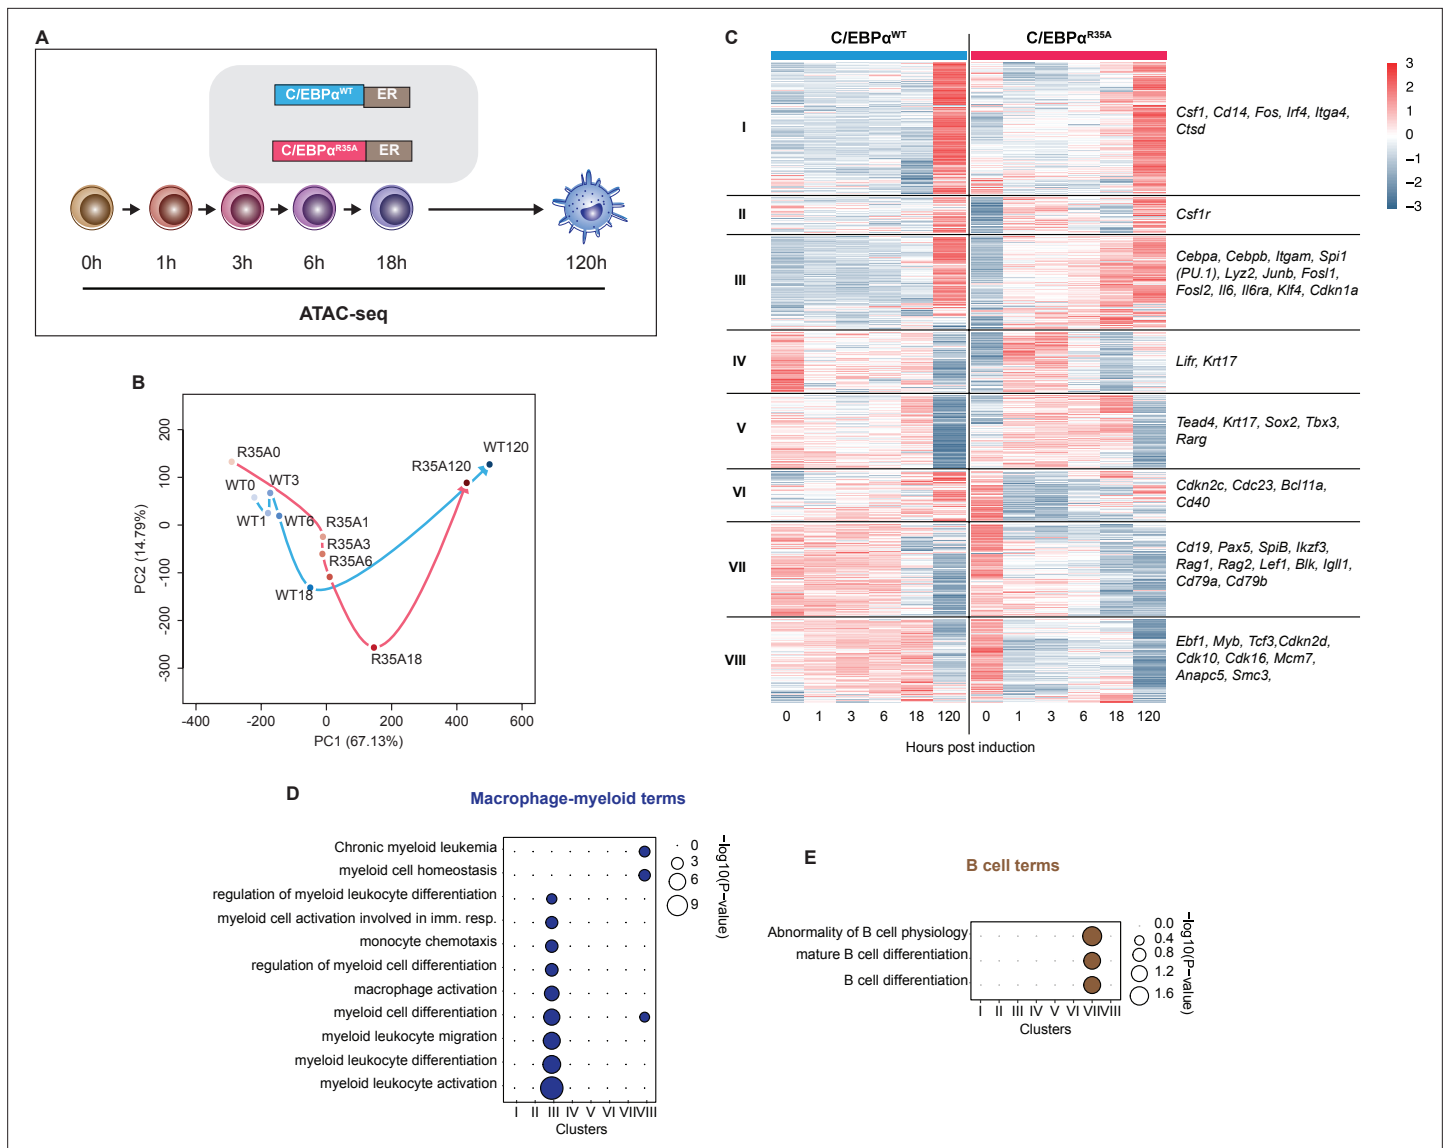 A
C/EBPαWT ER
C/EBPαR35A ER
0h 1h 3h 6h 18h 120h
ATAC-seq
B
PC2 (14.79%)
200
100
0
-100
-200
-300
R35A0
WT0
WT3
WT1
WT6
R35A1
R35A3
R35A6
WT18
R35A18
R35A120
WT120
-400 -200 0 200 400 600
PC1 (67.13%)
C
C/EBPαWT C/EBPαR35A
I
Csf1, Cd14, Fos, Irf4, Itga4,
Ctsd
II
Csf1r
III
Cebpa, Cebpb, Itgam, Spi1
(PU.1), Lyz2, Junb, Fosl1,
Fosl2, Il6, Il6ra, Klf4, Cdkn1a
IV
Lifr, Krt17
V
Tead4, Krt17, Sox2, Tbx3,
Rarg
VI
Cdkn2c, Cdc23, Bcl11a,
Cd40
VII
Cd19, Pax5, SpiB, Ikzf3,
Rag1, Rag2, Lef1, Blk, Igll1,
Cd79a, Cd79b
VIII
Ebf1, Myb, Tcf3,Cdkn2d,
Cdk10, Cdk16, Mcm7,
Anapc5, Smc3,
0 1 3 6 18 120 0 1 3 6 18 120
Hours post induction
3
2
1
0
−1
−2
−3
D
Macrophage-myeloid terms
Chronic myeloid leukemia
myeloid cell homeostasis
regulation of myeloid leukocyte differentiation
myeloid cell activation involved in imm. resp.
monocyte chemotaxis
regulation of myeloid cell differentiation
macrophage activation
myeloid cell differentiation
myeloid leukocyte migration
myeloid leukocyte differentiation
myeloid leukocyte activation
I II III IV V VI VII VIII
Clusters
0
3
6
9
−log10(P−value)
E
B cell terms
Abnormality of B cell physiology
mature B cell differentiation
B cell differentiation
I II III IV V VI VII VIII
Clusters
0.0
0.4
0.8
1.2
1.6
−log10(P−value)